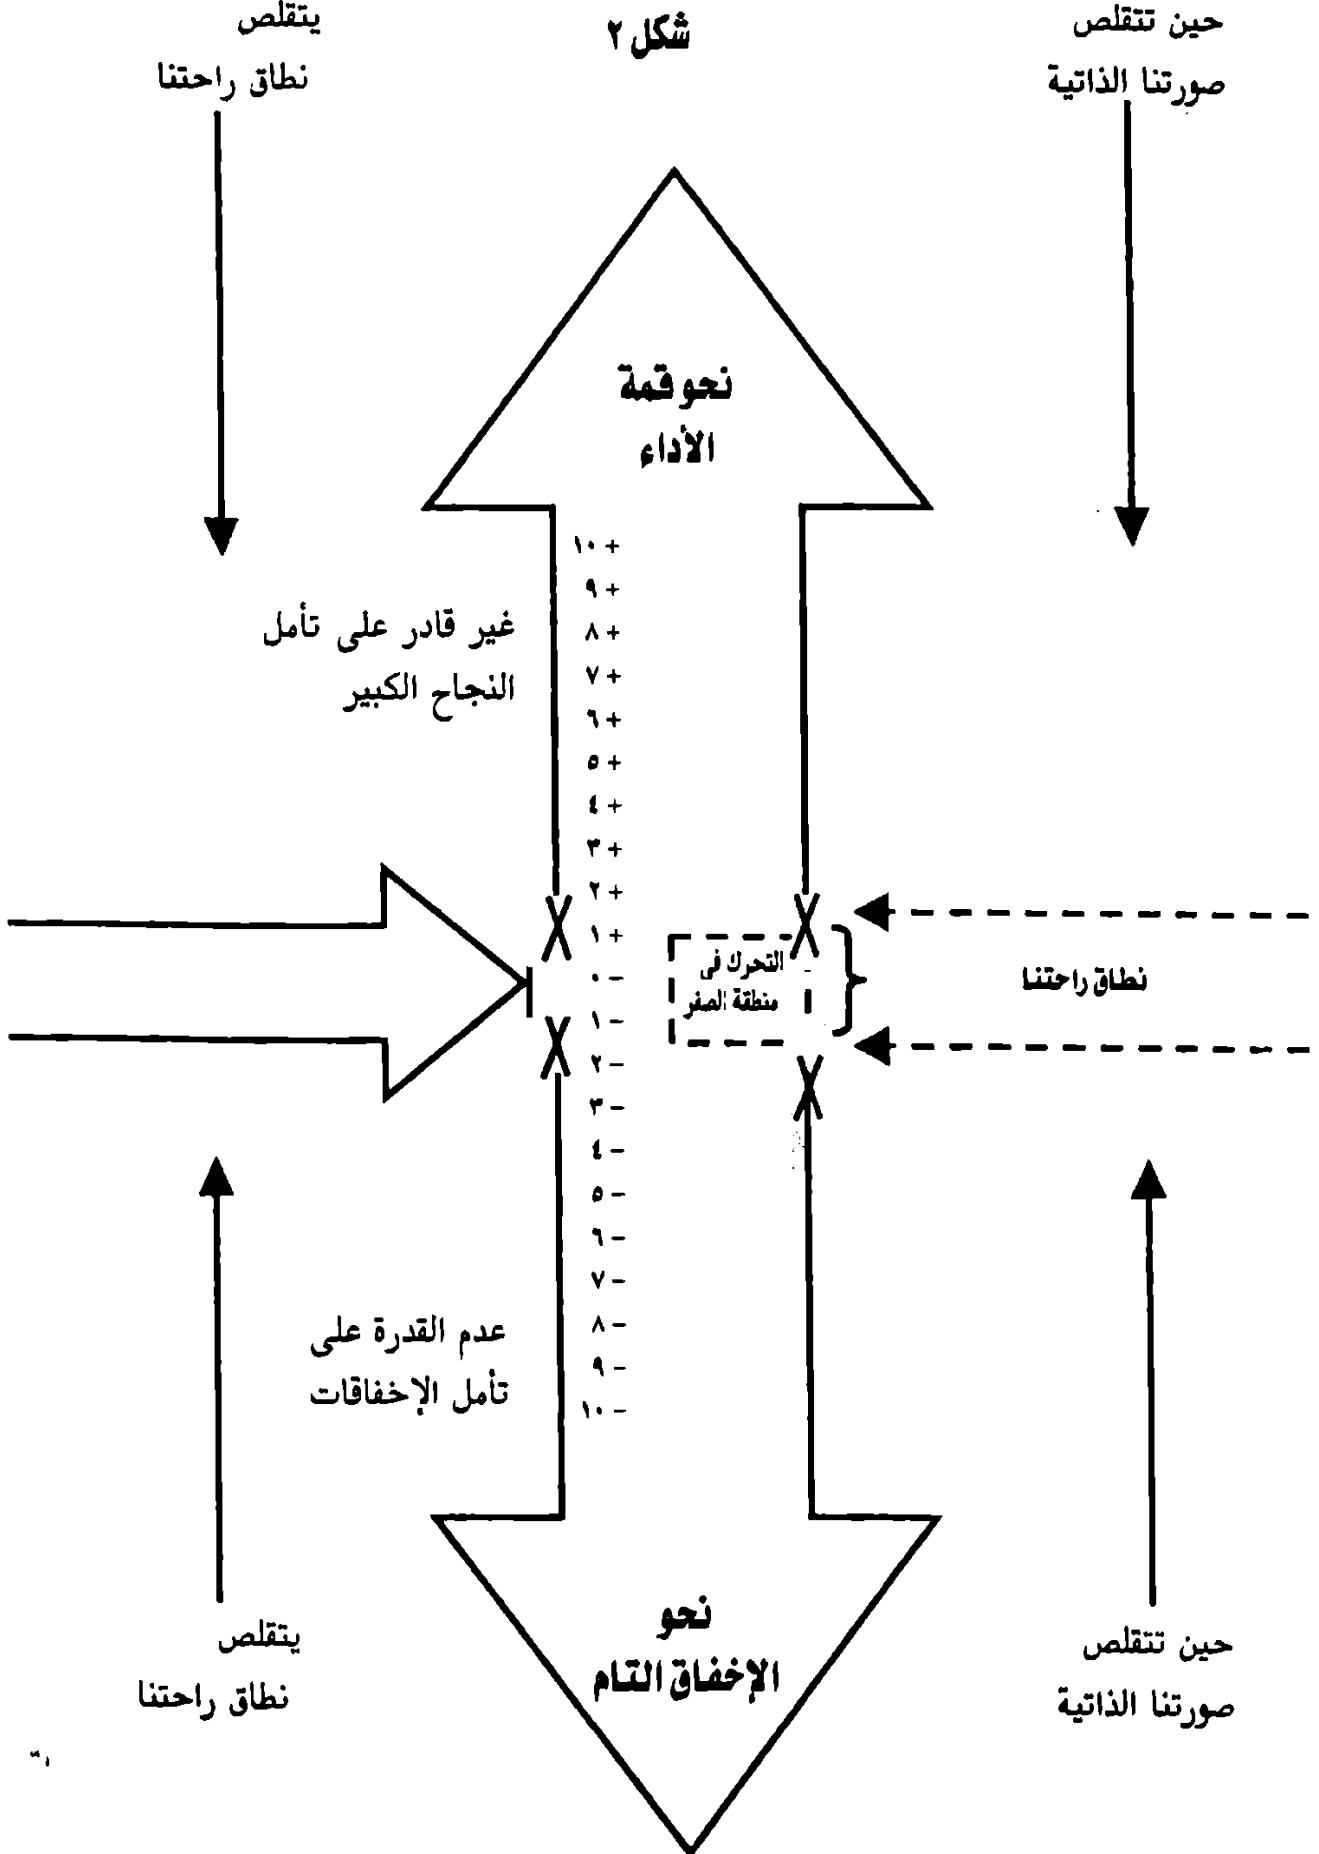 شكل ٢
حين تتقلص
صورتنا الذاتية
يتقلص
نطاق راحتنا
نحو قمة
الأداء
١٠ +
٩ +
٨ +
٧ +
٦ +
٥ +
٤ +
٣ +
٢ +
١ +
٠ –
١ –
٢ –
٣ –
٤ –
٥ –
٦ –
٧ –
٨ –
٩ –
١٠ –
غير قادر على تأمل
النجاح الكبير
التحرك فى
منطقة الصفر
نطاق راحتنا
عدم القدرة على
تأمل الإخفاقات
نحو
الإخفاق التام
حين تتقلص
صورتنا الذاتية
يتقلص
نطاق راحتنا